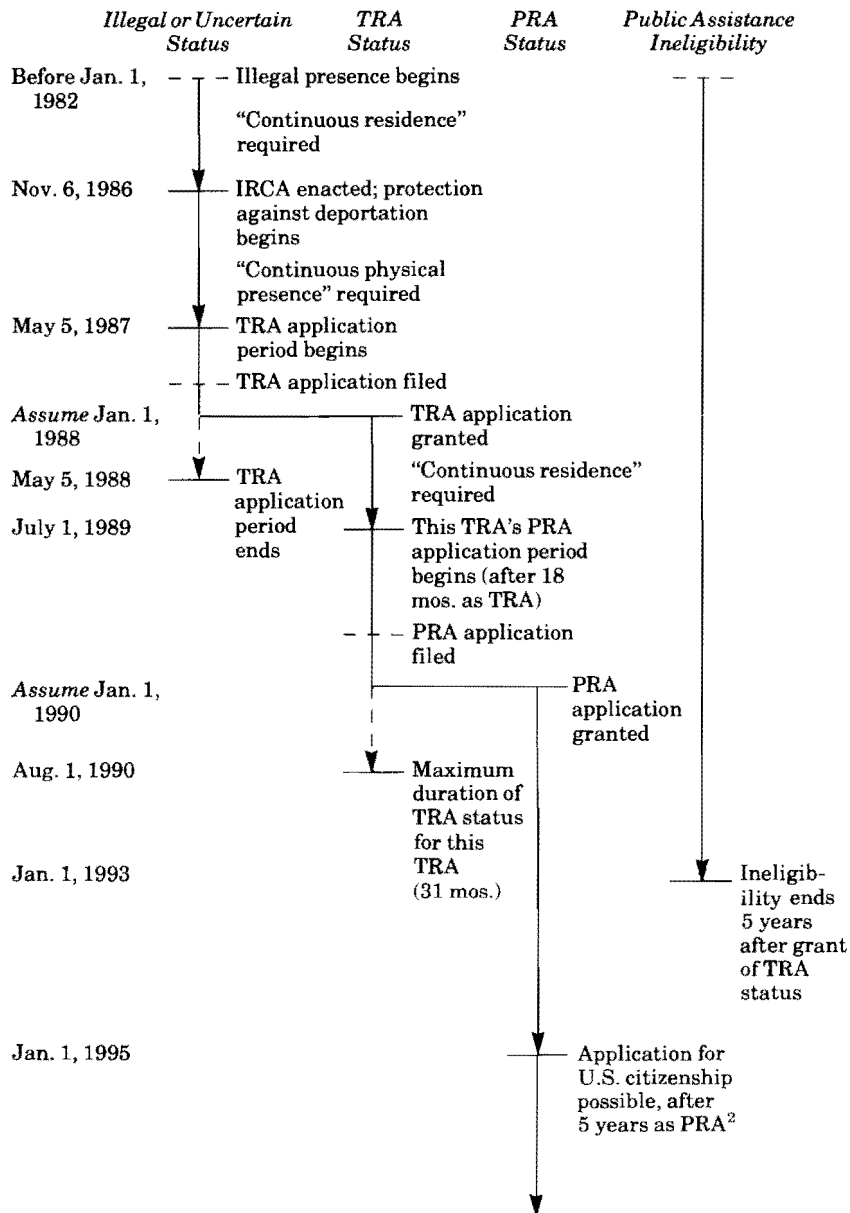 Illegal or Uncertain Status
TRA Status
PRA Status
Public Assistance Ineligibility
Before Jan. 1,
1982
Illegal presence begins
“Continuous residence”
required
Nov. 6, 1986
IRCA enacted; protection
against deportation
begins
“Continuous physical
presence” required
May 5, 1987
TRA application
period begins
TRA application filed
Assume Jan. 1,
1988
TRA application
granted
“Continuous residence”
required
May 5, 1988
TRA
application
period
ends
July 1, 1989
This TRA’s PRA
application period
begins (after 18
mos. as TRA)
PRA application
filed
Assume Jan. 1,
1990
PRA
application
granted
Aug. 1, 1990
Maximum
duration of
TRA status
for this
TRA
(31 mos.)
Jan. 1, 1993
Ineligib-
ility ends
5 years
after grant
of TRA
status
Jan. 1, 1995
Application for
U.S. citizenship
possible, after
5 years as PRA²